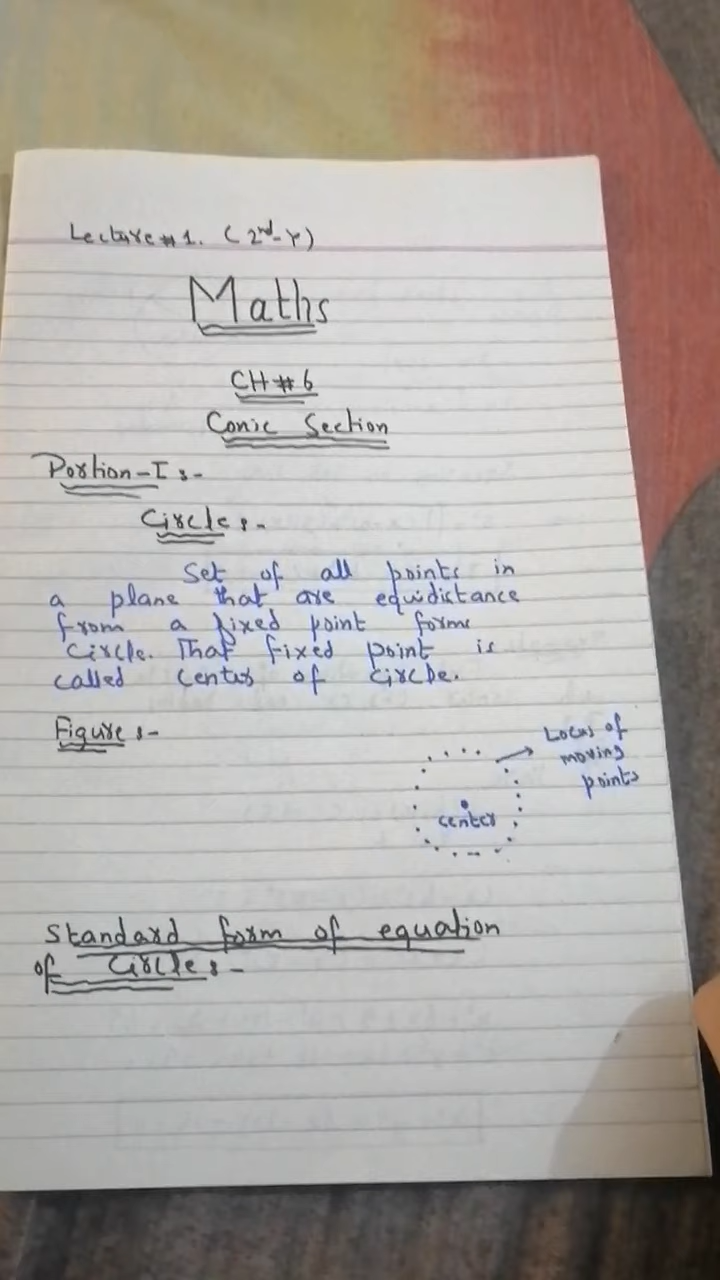 Lecture #1. (2nd-Y)
Maths
CH#6
Conic Section
Portion-I :-
Circle :-
Set of all points in
a plane that are equidistance
from a fixed point forms
circle. That fixed point is
called center of circle.
Figure :-
Locus of
moving
points
center
Standard form of equation
of Circle :-